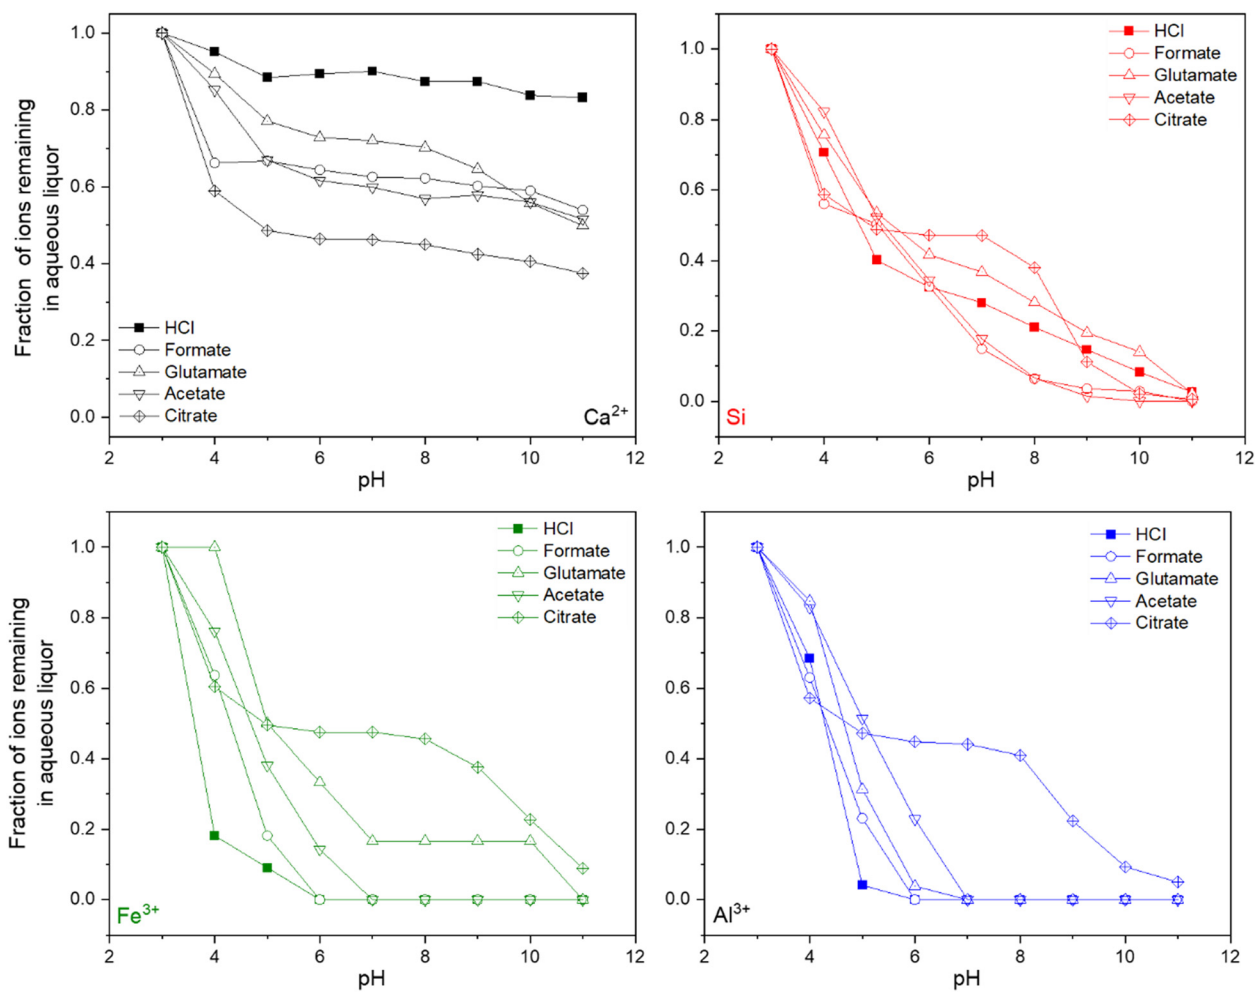 Fraction of ions remaining
in aqueous liquor
1.0
0.8
0.6
0.4
0.2
0.0
HCl
Formate
Glutamate
Acetate
Citrate
Ca2+
2
4
6
8
10
12
pH
1.0
0.8
0.6
0.4
0.2
0.0
HCl
Formate
Glutamate
Acetate
Citrate
Si
2
4
6
8
10
12
pH
Fraction of ions remaining
in aqueous liquor
1.0
0.8
0.6
0.4
0.2
0.0
HCl
Formate
Glutamate
Acetate
Citrate
Fe3+
2
4
6
8
10
12
pH
1.0
0.8
0.6
0.4
0.2
0.0
HCl
Formate
Glutamate
Acetate
Citrate
Al3+
2
4
6
8
10
12
pH